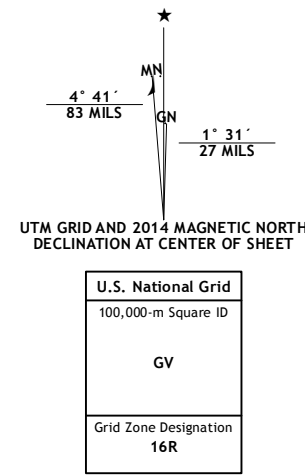 ★
MN
GN
4° 41´
83 MILS
1° 31´
27 MILS
UTM GRID AND 2014 MAGNETIC NORTH
DECLINATION AT CENTER OF SHEET
U.S. National Grid
100,000-m Square ID
GV
Grid Zone Designation
16R